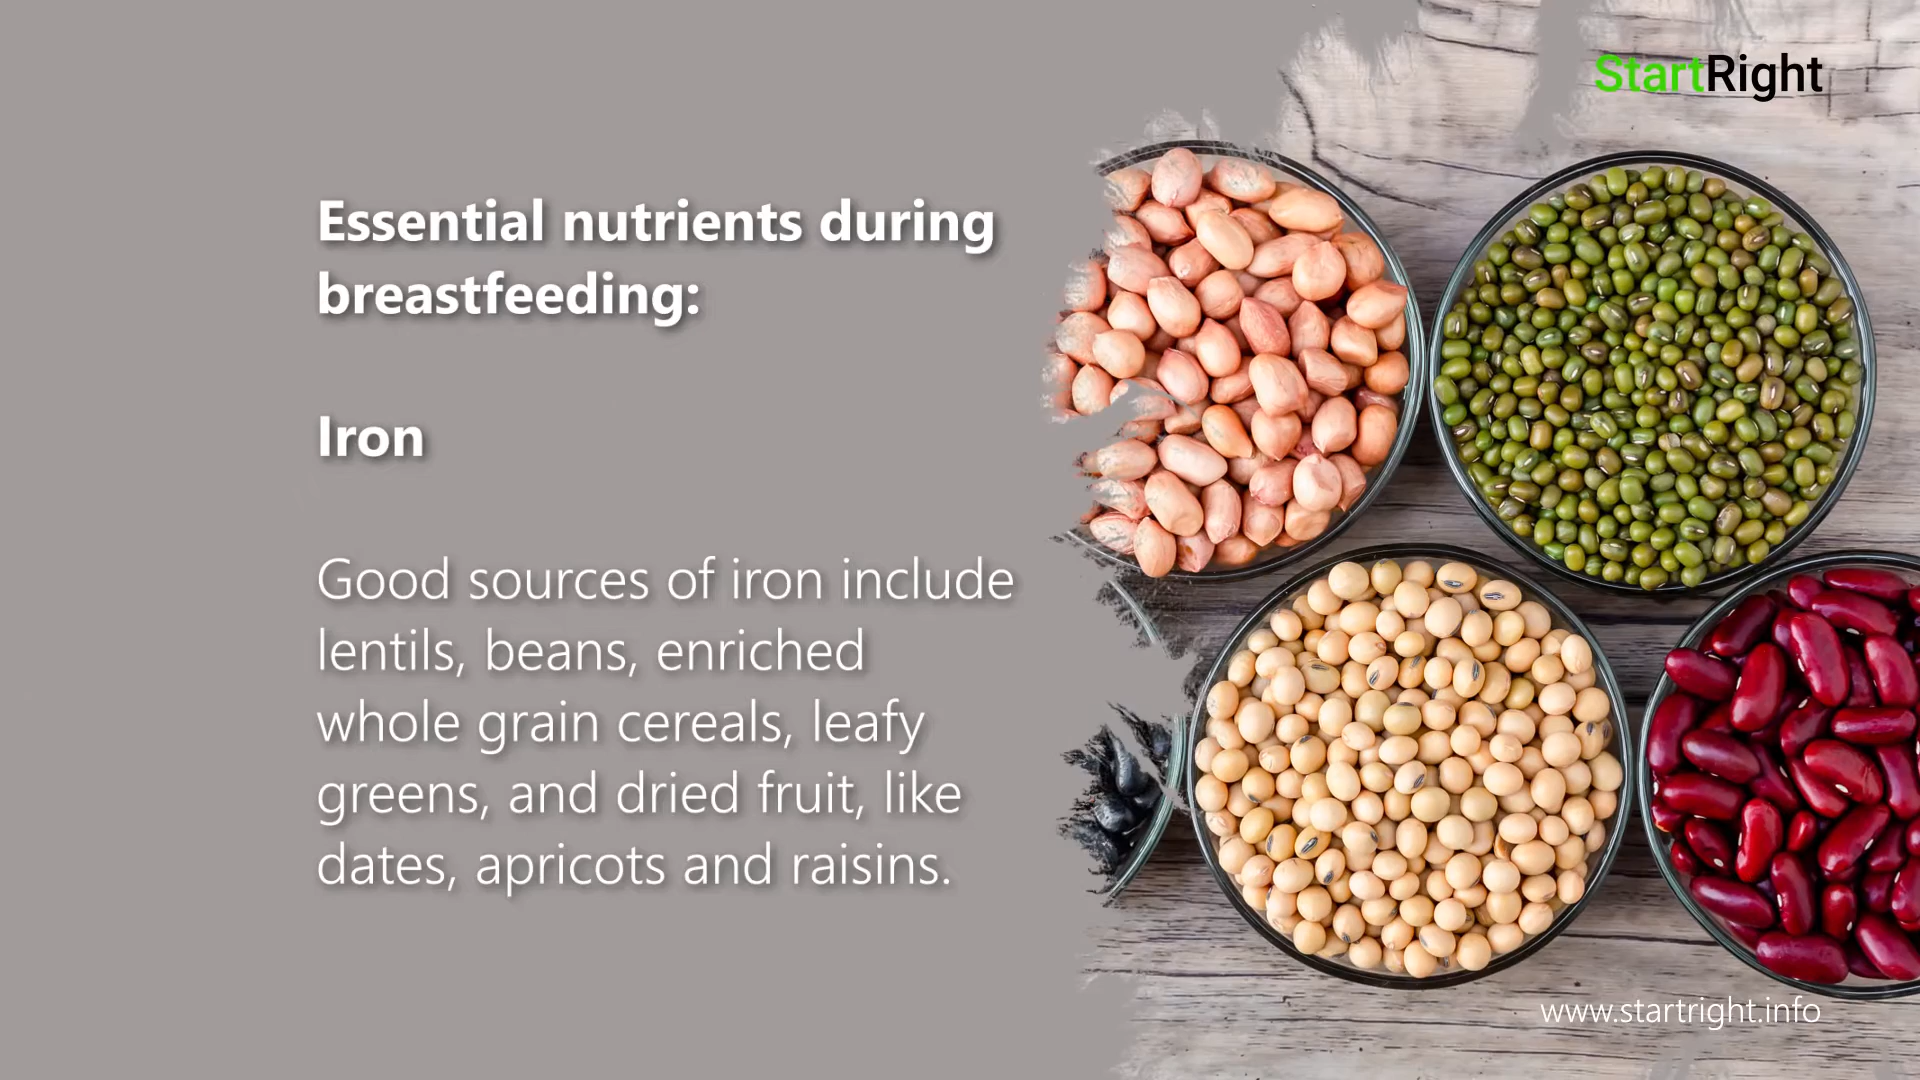 StartRight
Essential nutrients during
breastfeeding:
Iron
Good sources of iron include
lentils, beans, enriched
whole grain cereals, leafy
greens, and dried fruit, like
dates, apricots and raisins.
www.startright.info